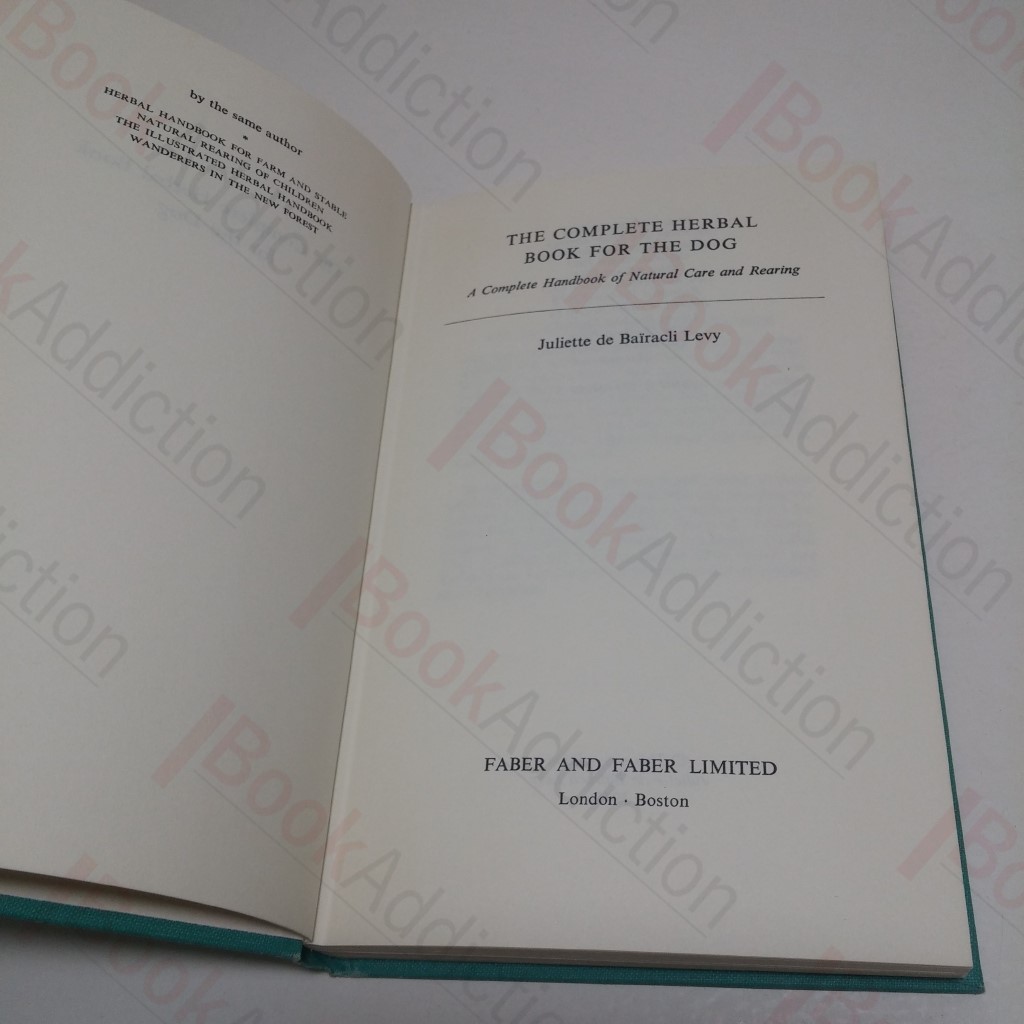 by the same author
*
HERBAL HANDBOOK FOR FARM AND STABLE
NATURAL REARING OF CHILDREN
THE ILLUSTRATED HERBAL HANDBOOK
WANDERERS IN THE NEW FOREST
THE COMPLETE HERBAL
BOOK FOR THE DOG
A Complete Handbook of Natural Care and Rearing
Juliette de Baïracli Levy
FABER AND FABER LIMITED
London · Boston
BookAddiction